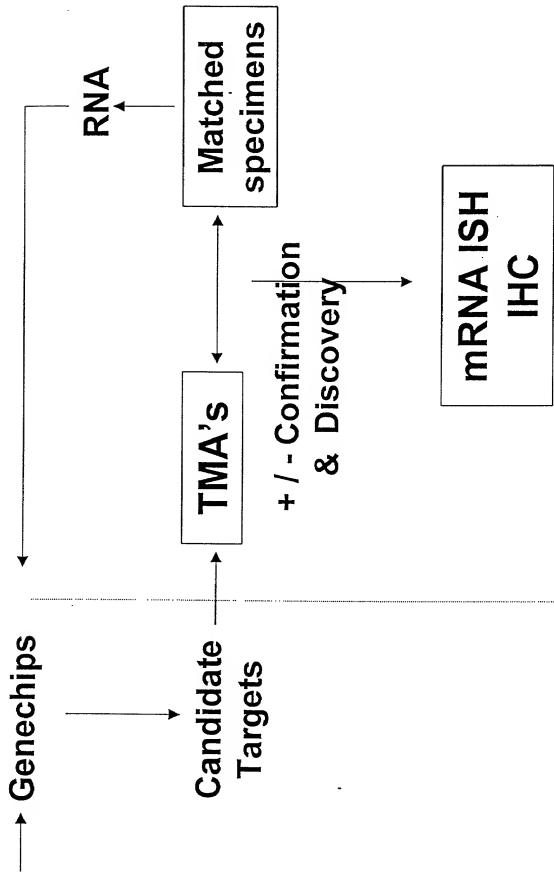 Genechips
Candidate
Targets
TMA's
+ / - Confirmation
& Discovery
RNA
Matched
specimens
mRNA ISH
IHC